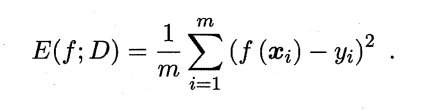 $E(f; D) = \frac{1}{m} \sum_{i=1}^{m} (f(\boldsymbol{x}_i) - y_i)^2$ .